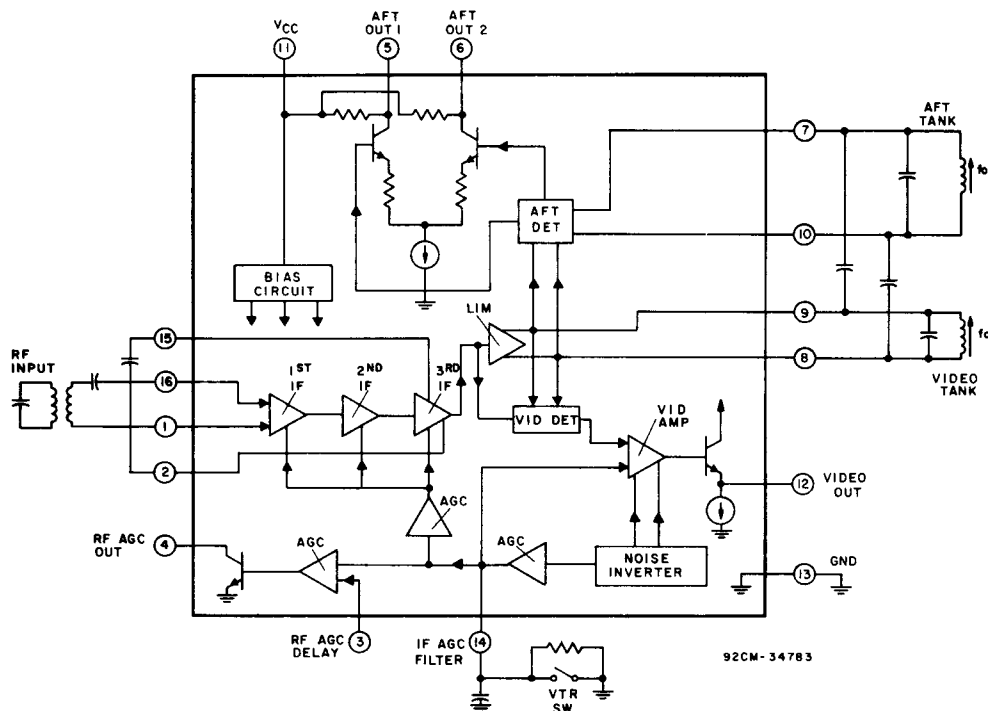 AFT OUT 1
AFT OUT 2
VCC
11
5
6
7
AFT TANK
fo
AFT DET
10
BIAS CIRCUIT
LIM
9
15
8
fo
RF INPUT
VIDEO TANK
16
1ST IF
2ND IF
3RD IF
VID DET
VID AMP
1
2
12
VIDEO OUT
AGC
RF AGC OUT
4
AGC
AGC
NOISE INVERTER
13
GND
RF AGC DELAY
3
IF AGC FILTER
14
VTR SW
92CM-34783